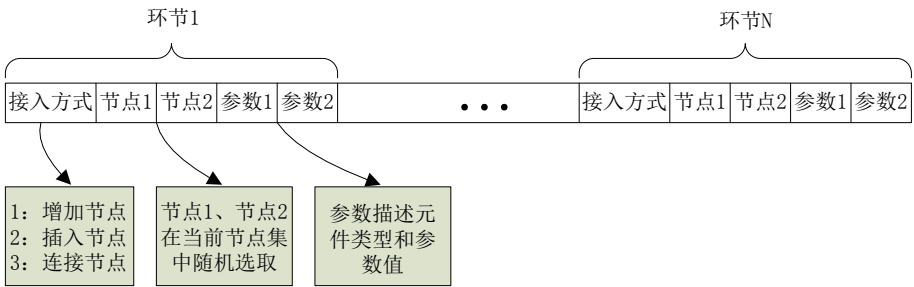 环节1
环节N
接入方式 节点1 节点2 参数1 参数2 ••• 接入方式 节点1 节点2 参数1 参数2
1：增加节点
2：插入节点
3：连接节点
节点1、节点2
在当前节点集
中随机选取
参数描述元
件类型和参
数值